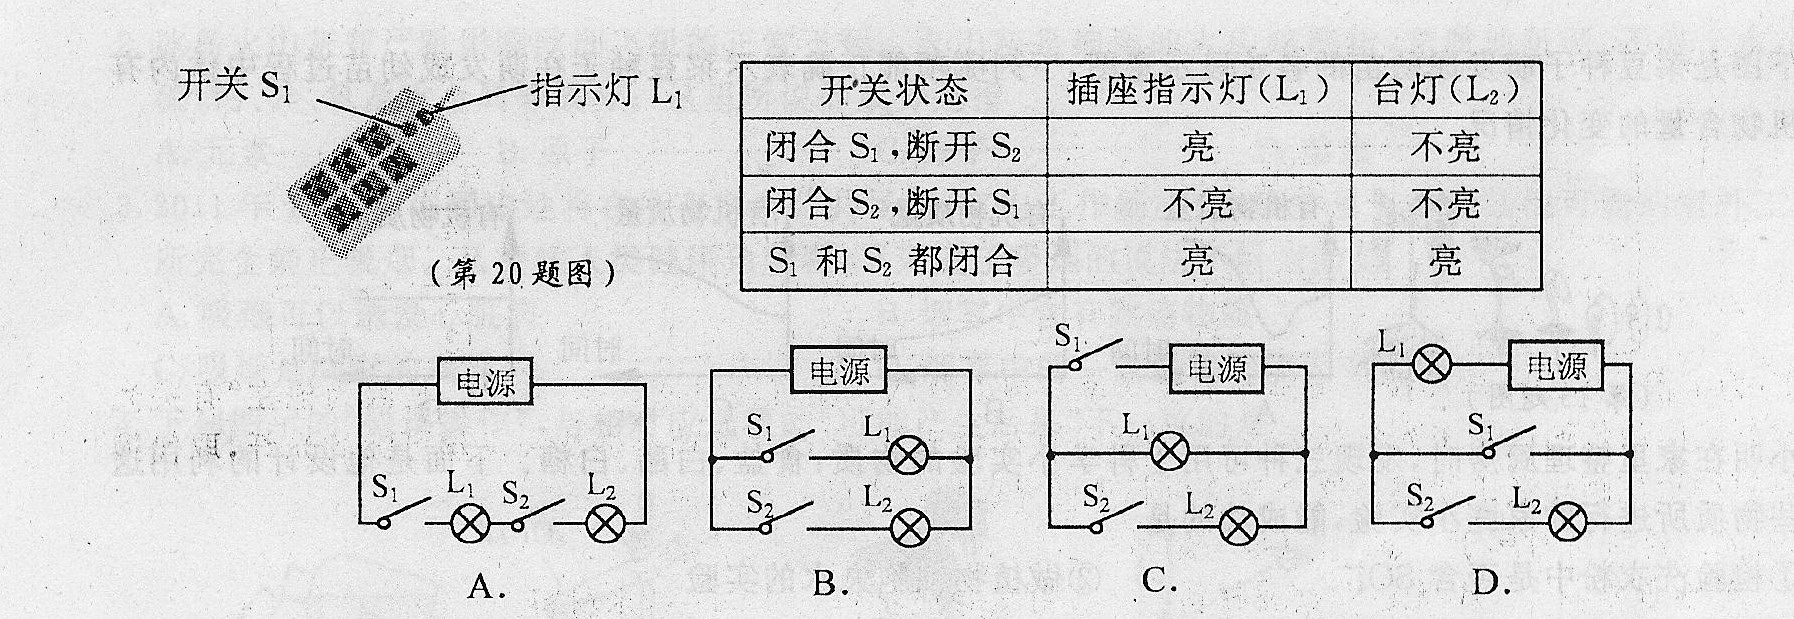 开关 S₁
指示灯 L₁
(第 20 题图)
开关状态 插座指示灯(L₁) 台灯(L₂)
闭合 S₁,断开 S₂ 亮 不亮
闭合 S₂,断开 S₁ 不亮 不亮
S₁ 和 S₂ 都闭合 亮 亮
电源
S₁ L₁ S₂ L₂
A.
电源
S₁ L₁
S₂ L₂
B.
S₁ 电源
L₁
S₂ L₂
C.
L₁ 电源
S₁
S₂ L₂
D.